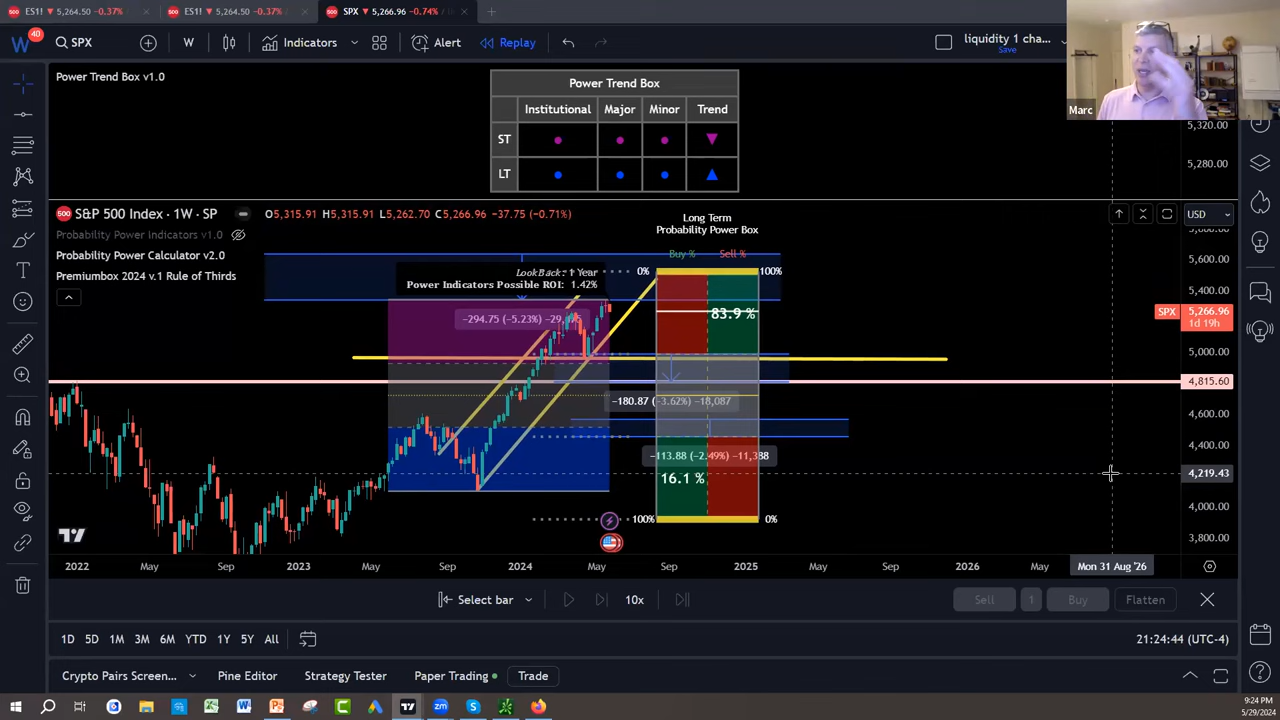 ES1! ▼ 5,264.50 −0.37%
ES1! ▼ 5,264.50 −0.37%
500 SPX ▼ 5,266.96 −0.74%
W 40
SPX
W
Indicators
Alert
Replay
liquidity 1 cha...
Save
Marc
Power Trend Box v1.0
Power Trend Box
Institutional Major Minor Trend
ST
LT
5,320.00
5,280.00
500 S&P 500 Index · 1W · SP O5,315.91 H5,315.91 L5,262.70 C5,266.96 −37.75 (−0.71%)
Probability Power Indicators v1.0
Probability Power Calculator v2.0
Premiumbox 2024 v.1 Rule of Thirds
USD
Long Term
Probability Power Box
Buy % Sell %
LookBack: 1 Year
Power Indicators Possible ROI: 1.42%
0% 100%
83.9 %
−180.87 (−3.62%) −18,087
−113.88 (−2.49%) −11,388
16.1 %
100% 0%
5,400.00
SPX 5,266.96
1d 19h
5,000.00
4,815.60
4,600.00
4,400.00
4,219.43
4,000.00
3,800.00
2022 May Sep 2023 May Sep 2024 May Sep 2025 May Sep 2026 May Mon 31 Aug '26
Select bar 10x Sell 1 Buy Flatten
1D 5D 1M 3M 6M YTD 1Y 5Y All
21:24:44 (UTC-4)
Crypto Pairs Screen... Pine Editor Strategy Tester Paper Trading Trade
9:24 PM
5/29/2024